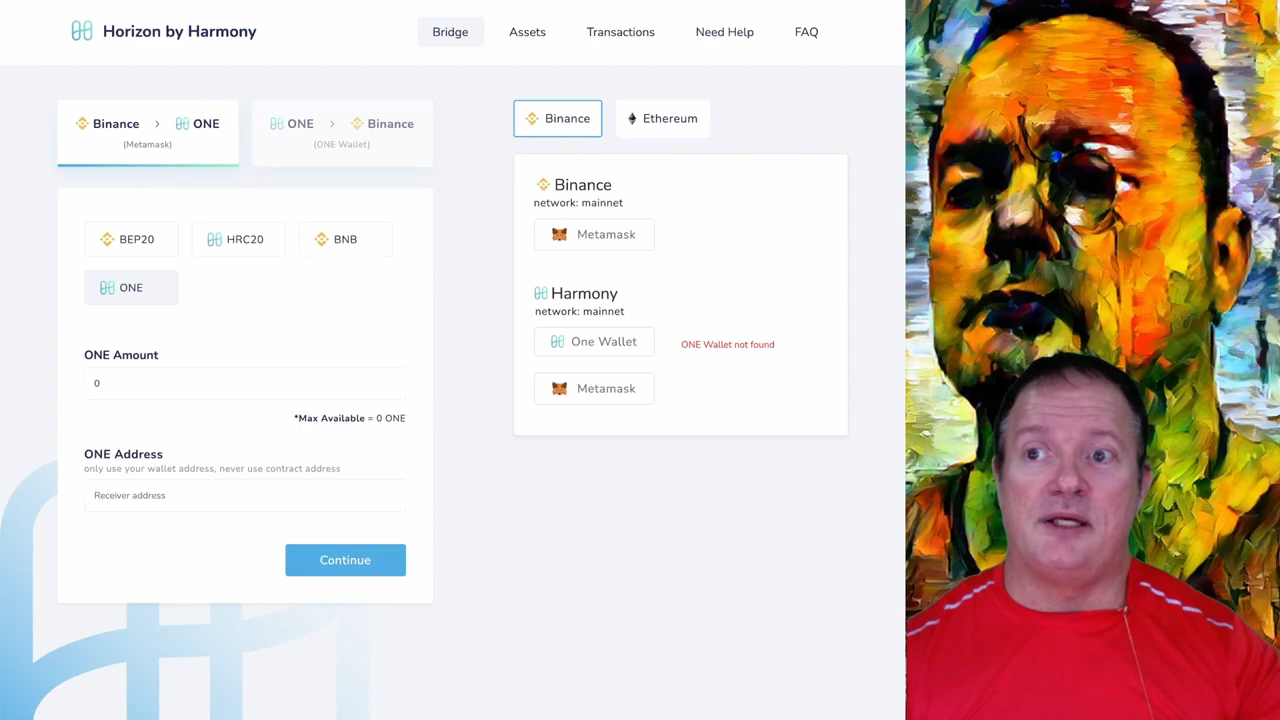 Horizon by Harmony
Bridge
Assets
Transactions
Need Help
FAQ
Binance > ONE
(Metamask)
ONE > Binance
(ONE Wallet)
BEP20
HRC20
BNB
ONE
ONE Amount
0
*Max Available = 0 ONE
ONE Address
only use your wallet address, never use contract address
Receiver address
Continue
Binance
Ethereum
Binance
network: mainnet
Metamask
Harmony
network: mainnet
One Wallet
ONE Wallet not found
Metamask